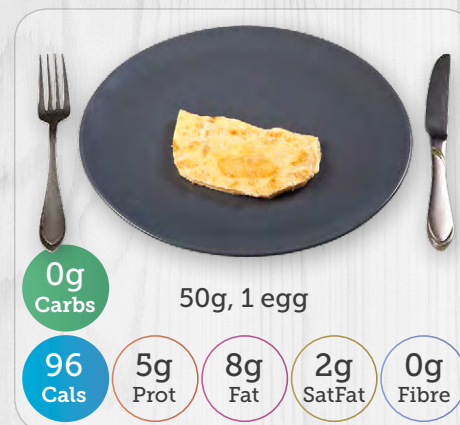 0g
Carbs
50g, 1 egg
96
Cals
5g
Prot
8g
Fat
2g
SatFat
0g
Fibre